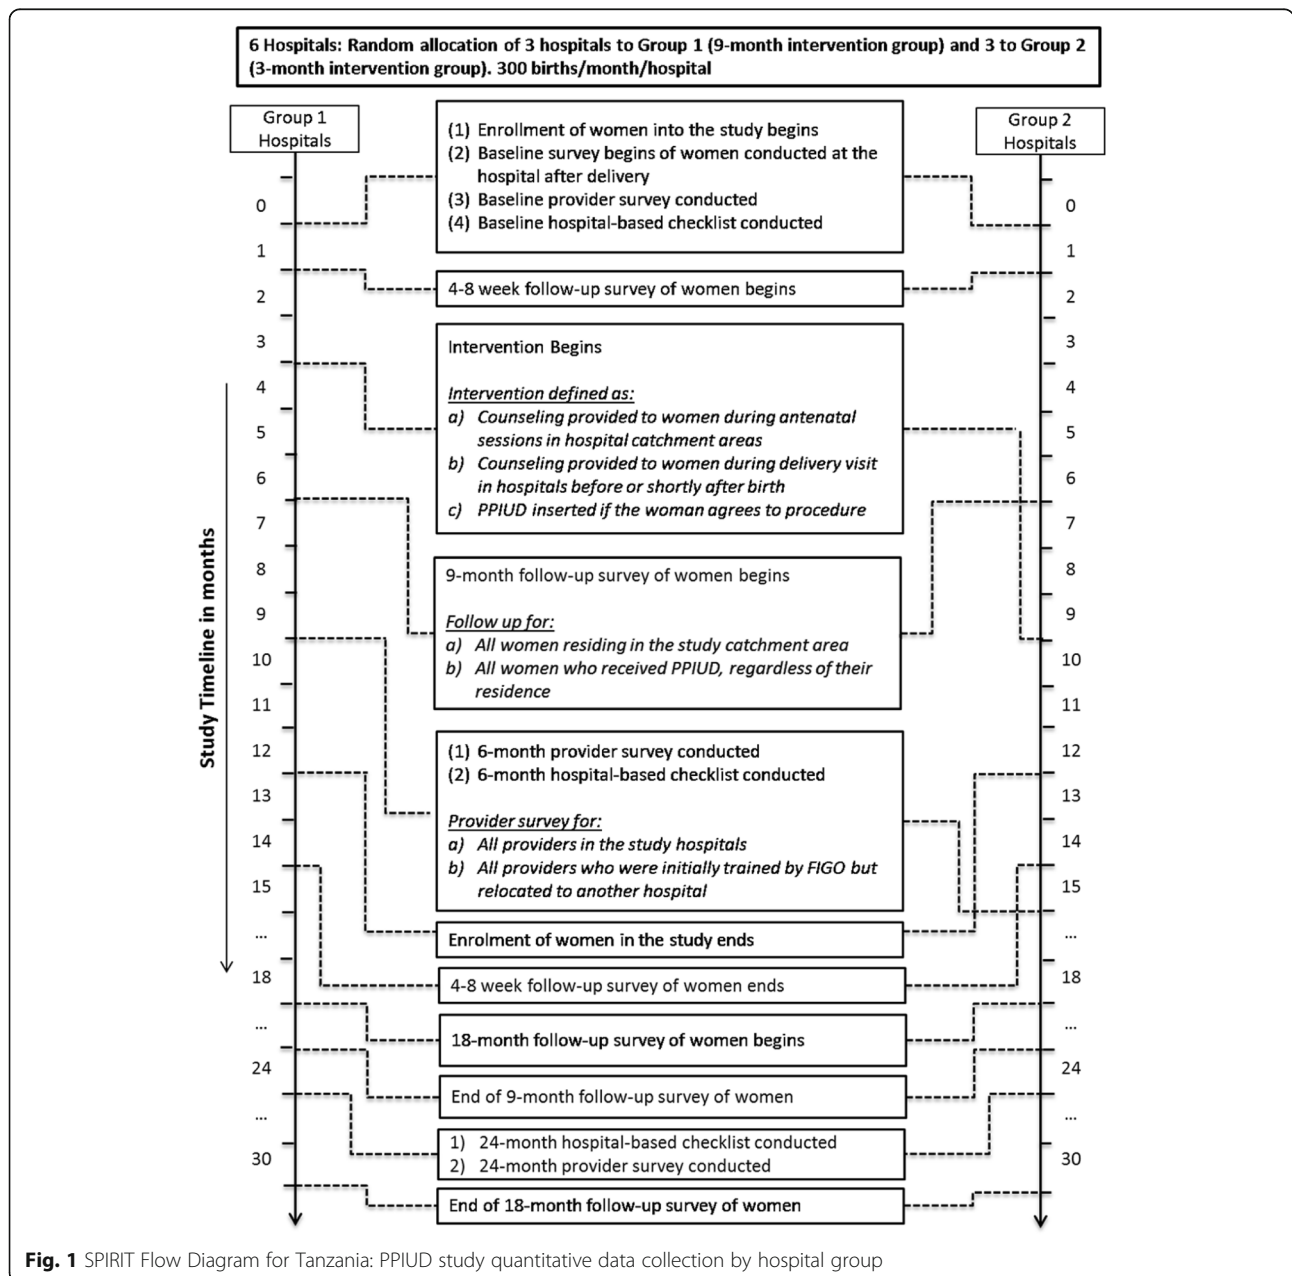 6 Hospitals: Random allocation of 3 hospitals to Group 1 (9-month intervention group) and 3 to Group 2
(3-month intervention group). 300 births/month/hospital
Group 1
Hospitals
Group 2
Hospitals
(1) Enrollment of women into the study begins
(2) Baseline survey begins of women conducted at the
hospital after delivery
(3) Baseline provider survey conducted
(4) Baseline hospital-based checklist conducted
4-8 week follow-up survey of women begins
Intervention Begins
Intervention defined as:
a) Counseling provided to women during antenatal
sessions in hospital catchment areas
b) Counseling provided to women during delivery visit
in hospitals before or shortly after birth
c) PPIUD inserted if the woman agrees to procedure
9-month follow-up survey of women begins
Follow up for:
a) All women residing in the study catchment area
b) All women who received PPIUD, regardless of their
residence
(1) 6-month provider survey conducted
(2) 6-month hospital-based checklist conducted
Provider survey for:
a) All providers in the study hospitals
b) All providers who were initially trained by FIGO but
relocated to another hospital
Enrolment of women in the study ends
4-8 week follow-up survey of women ends
18-month follow-up survey of women begins
End of 9-month follow-up survey of women
1) 24-month hospital-based checklist conducted
2) 24-month provider survey conducted
End of 18-month follow-up survey of women
Study Timeline in months
0
1
2
3
4
5
6
7
8
9
10
11
12
13
14
15
...
18
...
24
...
30
0
1
2
3
4
5
6
7
8
9
10
11
12
13
14
15
...
18
...
24
...
30
Fig. 1 SPIRIT Flow Diagram for Tanzania: PPIUD study quantitative data collection by hospital group